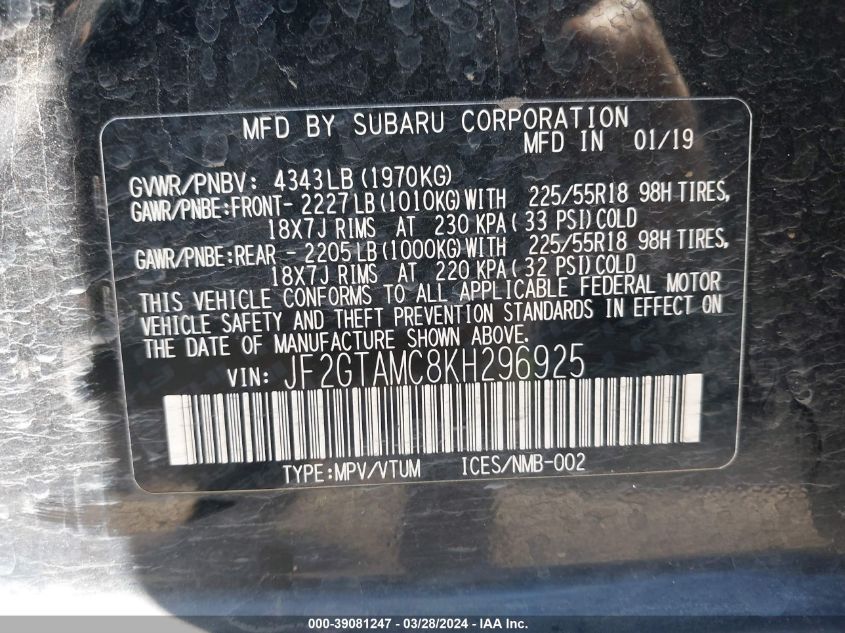 MFD BY SUBARU CORPORATION
MFD IN 01/19
GVWR/PNBV: 4343LB (1970KG)
GAWR/PNBE:FRONT- 2227LB (1010KG) WITH 225/55R18 98H TIRES,
18X7J RIMS AT 230 KPA ( 33 PSI) COLD
GAWR/PNBE:REAR - 2205LB (1000KG) WITH 225/55R18 98H TIRES,
18X7J RIMS AT 220 KPA ( 32 PSI) COLD
THIS VEHICLE CONFORMS TO ALL APPLICABLE FEDERAL MOTOR
VEHICLE SAFETY AND THEFT PREVENTION STANDARDS IN EFFECT ON
THE DATE OF MANUFACTURE SHOWN ABOVE.
VIN: JF2GTAMC8KH296925
TYPE:MPV/VTUM ICES/NMB-002
000-39081247 - 03/28/2024 - IAA Inc.